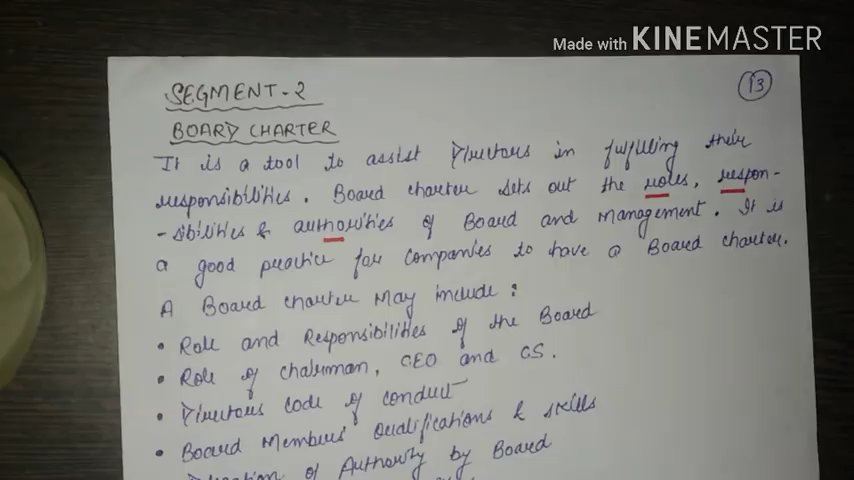 Made with KINEMASTER
13
SEGMENT-2
BOARD CHARTER
It is a tool to assist Directors in fulfilling their
responsibilities. Board charter sets out the roles, respon-
-sibilities & authorities of Board and management. It is
a good practice for companies to have a Board charter.
A Board charter may include :
• Role and Responsibilities of the Board
• Role of chairman, CEO and CS.
• Directors code of conduct
• Board Members' Qualifications & skills
of Authority by Board